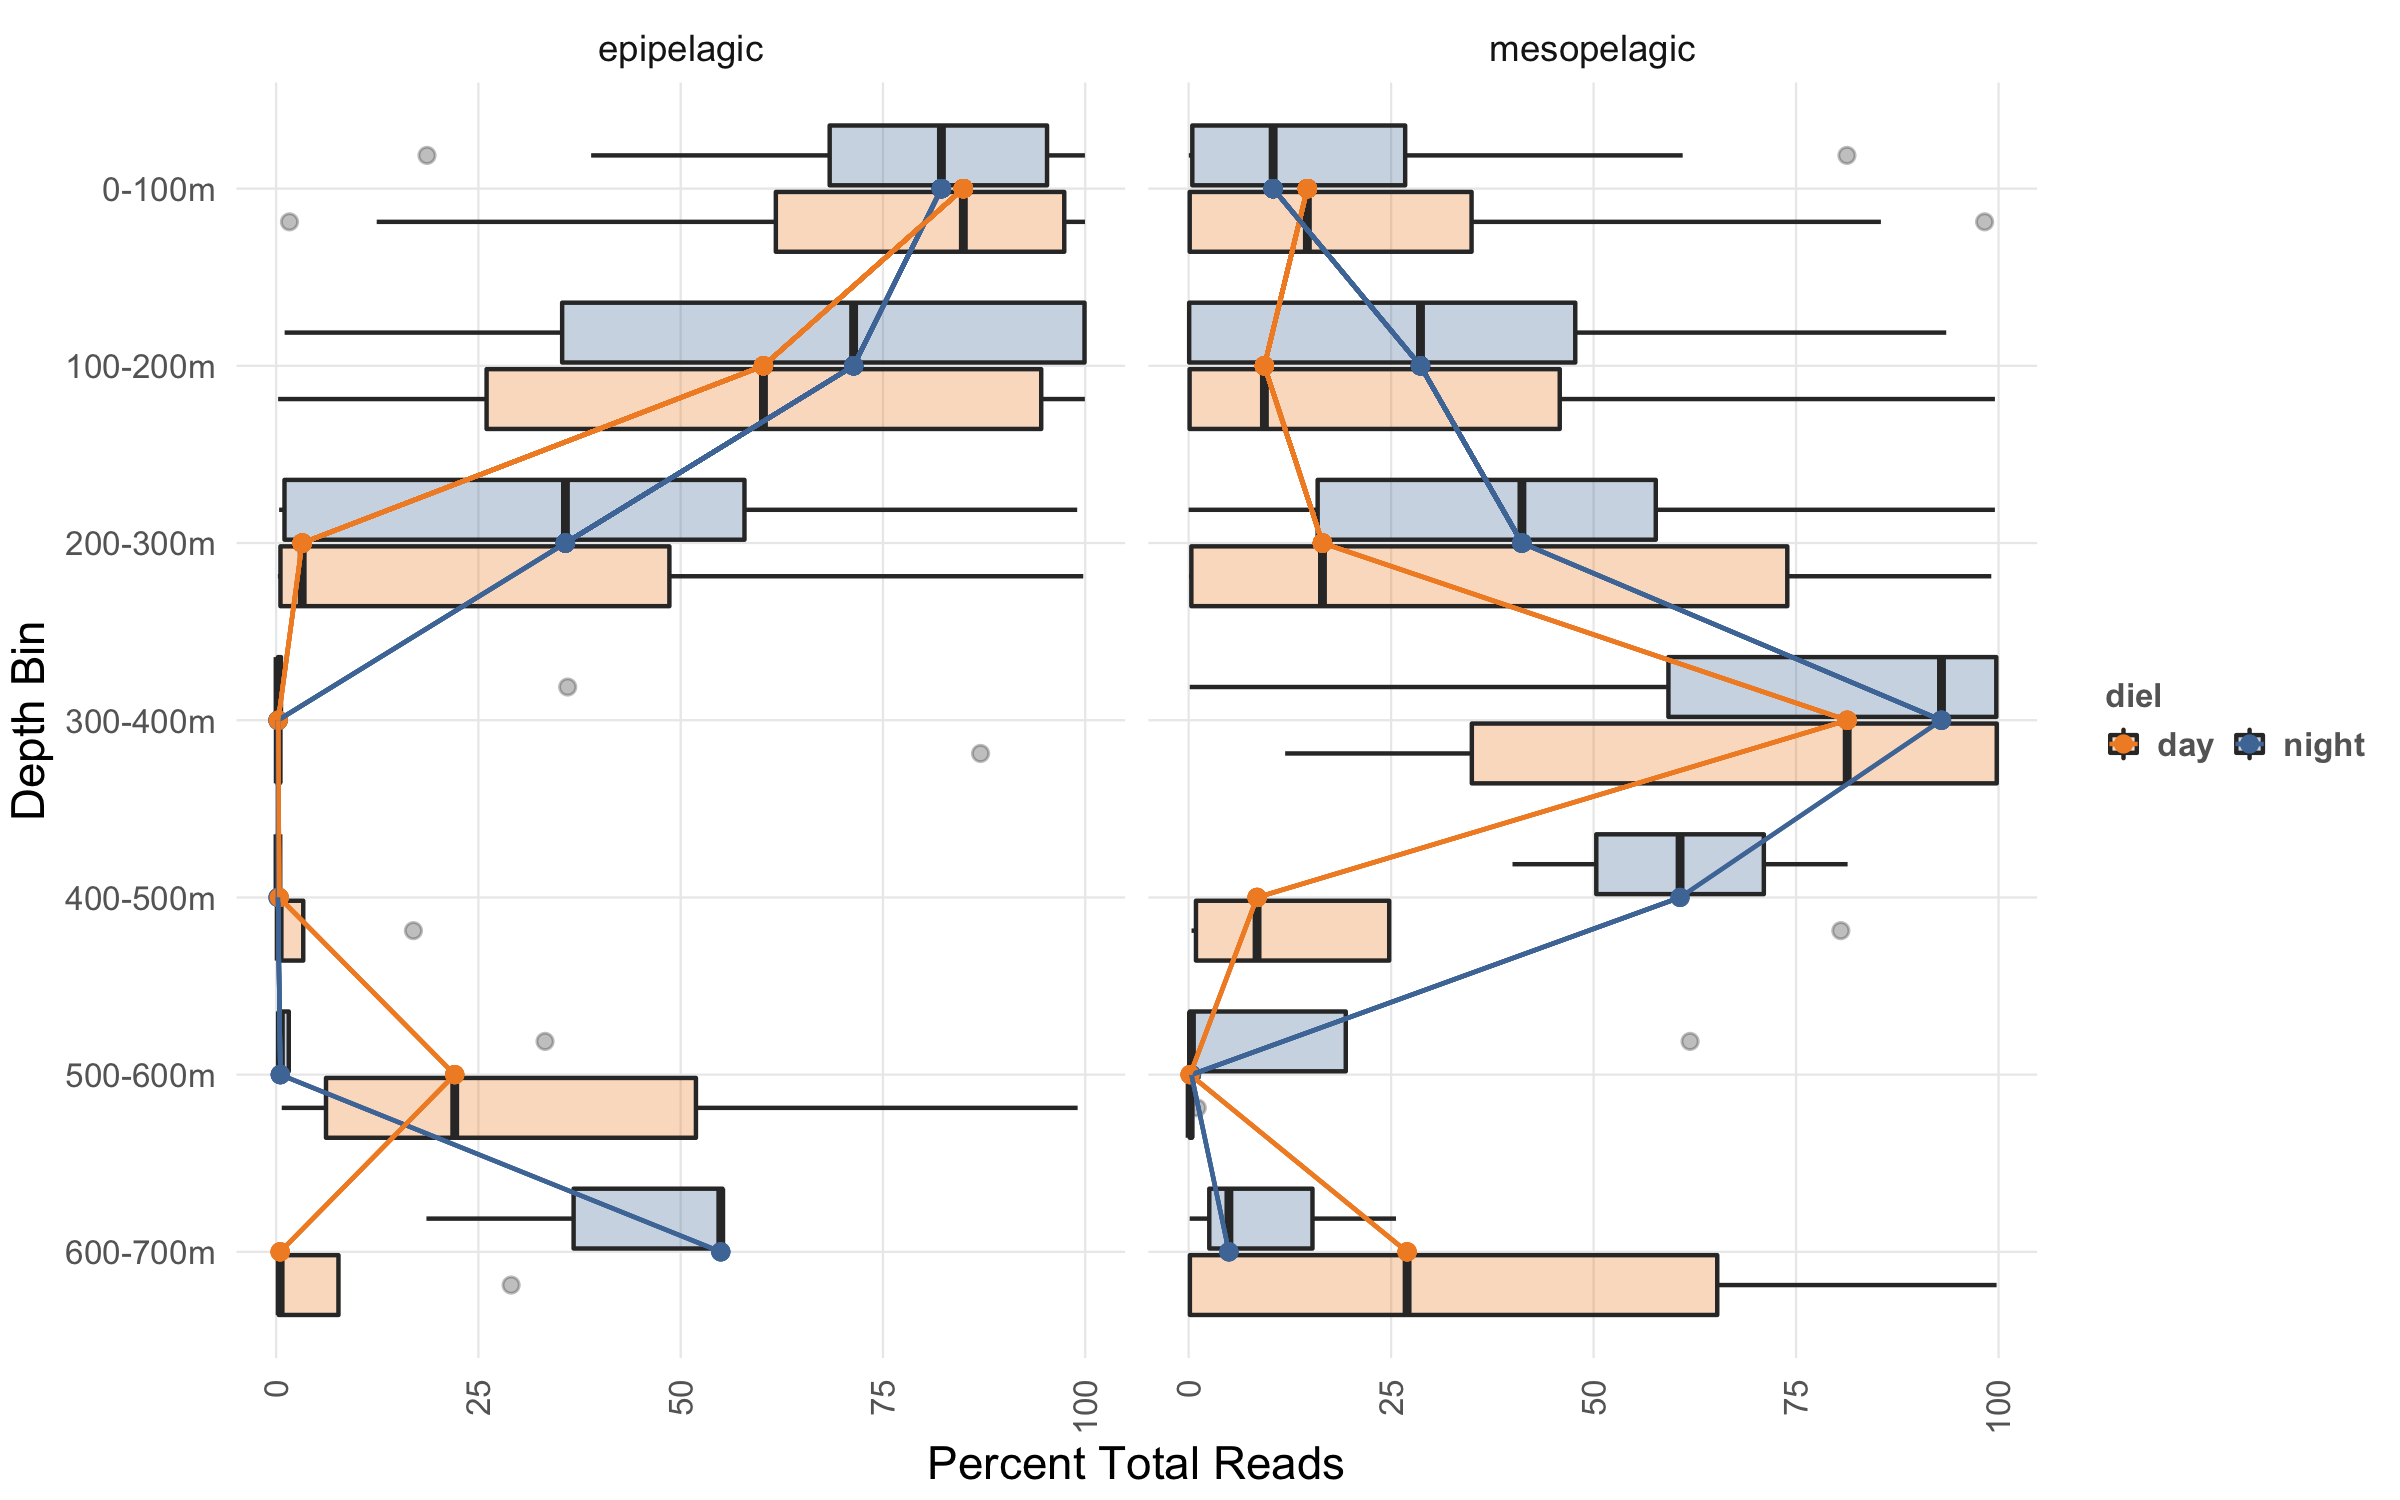 epipelagic
mesopelagic
Depth Bin
0-100m
100-200m
200-300m
300-400m
400-500m
500-600m
600-700m
0
25
50
75
100
0
25
50
75
100
Percent Total Reads
diel
day
night